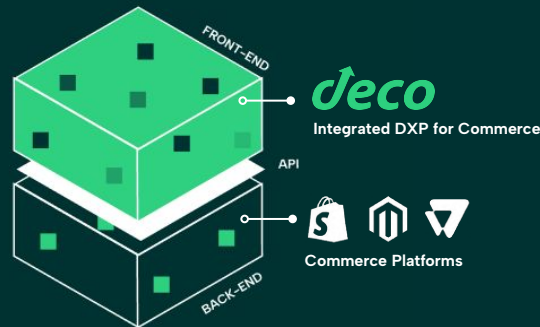 FRONT-END
deco
Integrated DXP for Commerce
API
Commerce Platforms
BACK-END